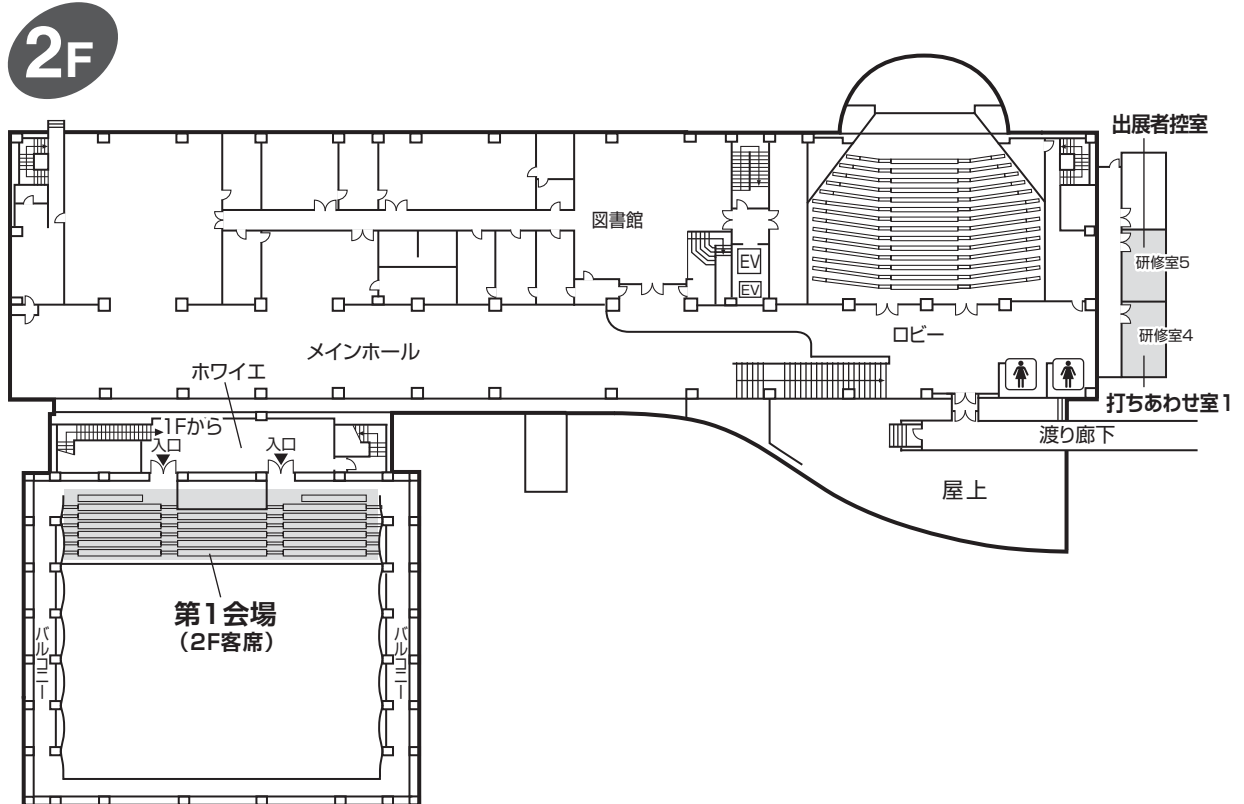 2F
出展者控室
図書館
EV
EV
研修室5
研修室4
ロビー
メインホール
ホワイエ
打ちあわせ室1
1Fから
入口
入口
渡り廊下
屋上
第1会場
(2F客席)
バルコニー
バルコニー